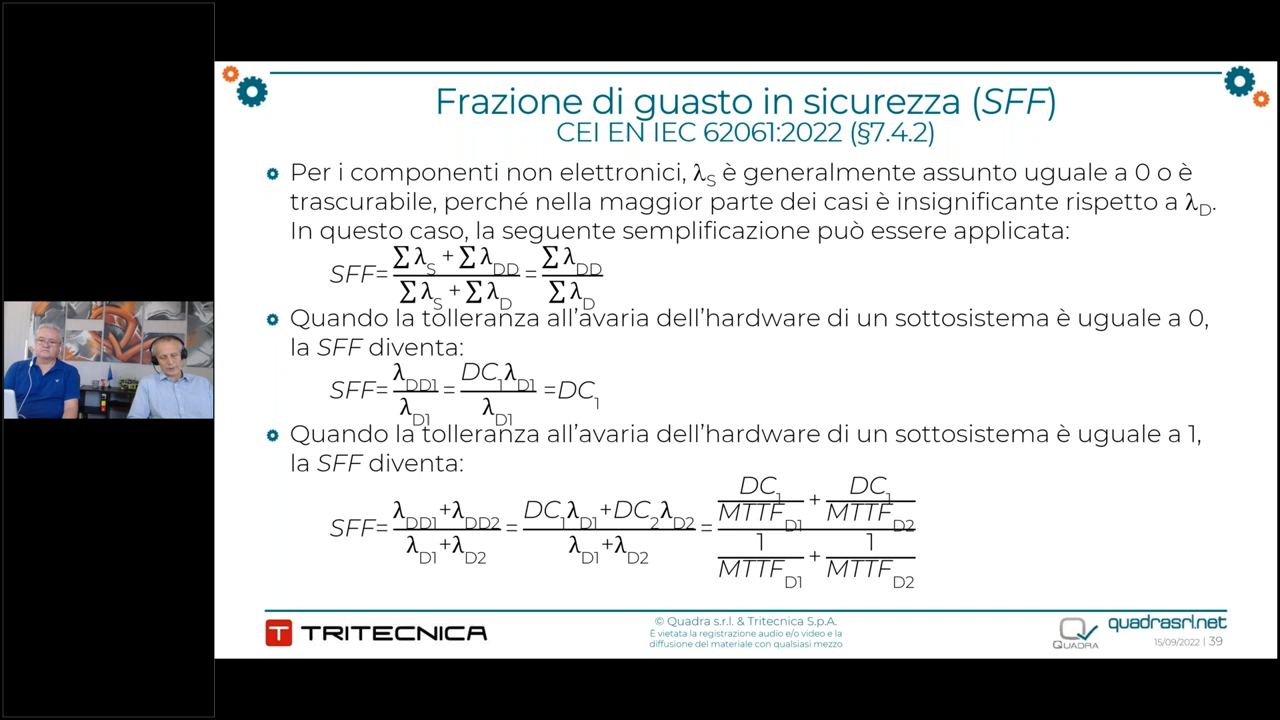 Frazione di guasto in sicurezza (SFF)
CEI EN IEC 62061:2022 (§7.4.2)
Per i componenti non elettronici, λS è generalmente assunto uguale a 0 o è
trascurabile, perché nella maggior parte dei casi è insignificante rispetto a λD.
In questo caso, la seguente semplificazione può essere applicata:
SFF= (∑λS + ∑λDD)/(∑λS + ∑λD) = ∑λDD/∑λD
Quando la tolleranza all'avaria dell'hardware di un sottosistema è uguale a 0,
la SFF diventa:
SFF= λDD1/λD1 = DC1λD1/λD1 =DC1
Quando la tolleranza all'avaria dell'hardware di un sottosistema è uguale a 1,
la SFF diventa:
SFF= (λDD1+λDD2)/(λD1+λD2) = (DC1λD1+DC2λD2)/(λD1+λD2) = (DC1/MTTFD1 + DC1/MTTFD2)/(1/MTTFD1 + 1/MTTFD2)
T TRITECNICA
© Quadra s.r.l. & Tritecnica S.p.A.
È vietata la registrazione audio e/o video e la
diffusione del materiale con qualsiasi mezzo
QUADRA
quadrasrl.net
15/09/2022 | 39